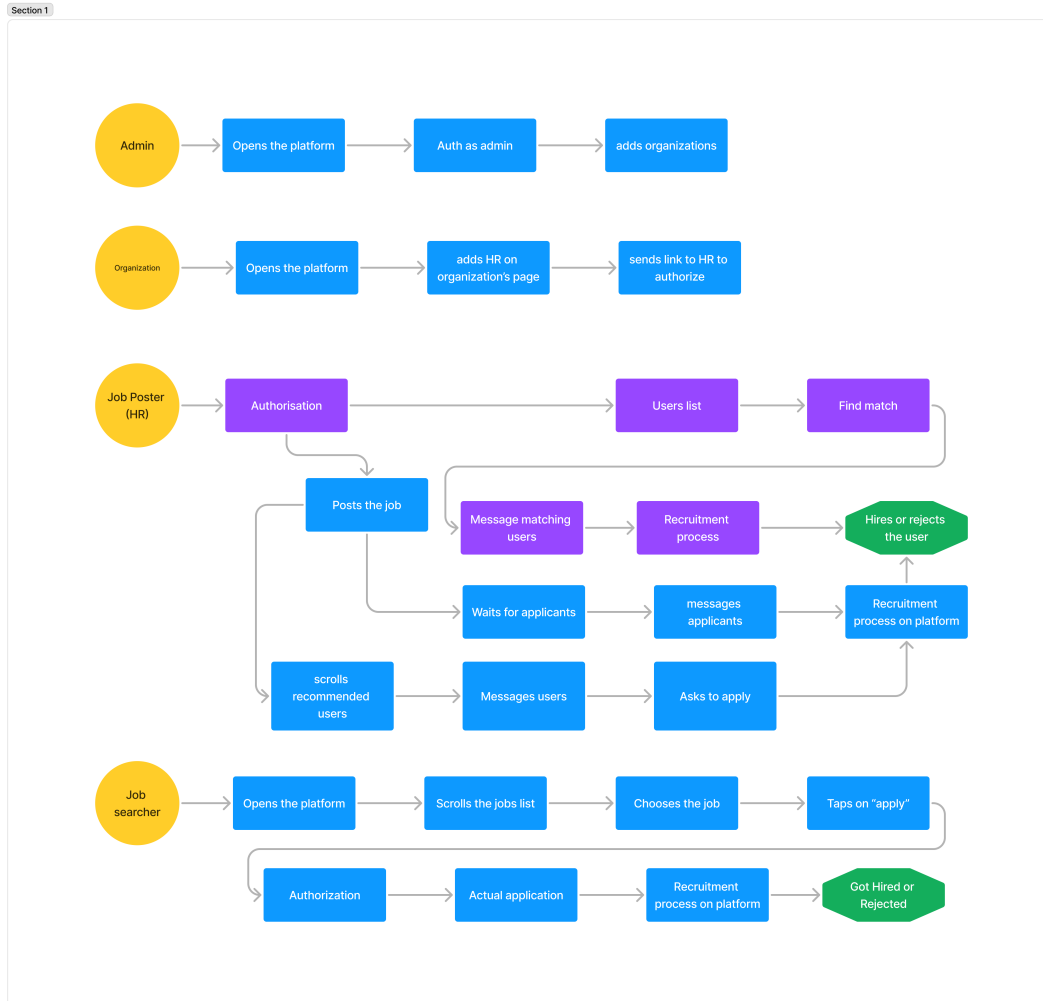 Section 1
Admin
Opens the platform
Auth as admin
adds organizations
Organization
Opens the platform
adds HR on
organization’s page
sends link to HR to
authorize
Job Poster
(HR)
Authorisation
Users list
Find match
Posts the job
Message matching
users
Recruitment
process
Hires or rejects
the user
Waits for applicants
messages
applicants
Recruitment
process on platform
scrolls
recommended
users
Messages users
Asks to apply
Job
searcher
Opens the platform
Scrolls the jobs list
Chooses the job
Taps on “apply”
Authorization
Actual application
Recruitment
process on platform
Got Hired or
Rejected